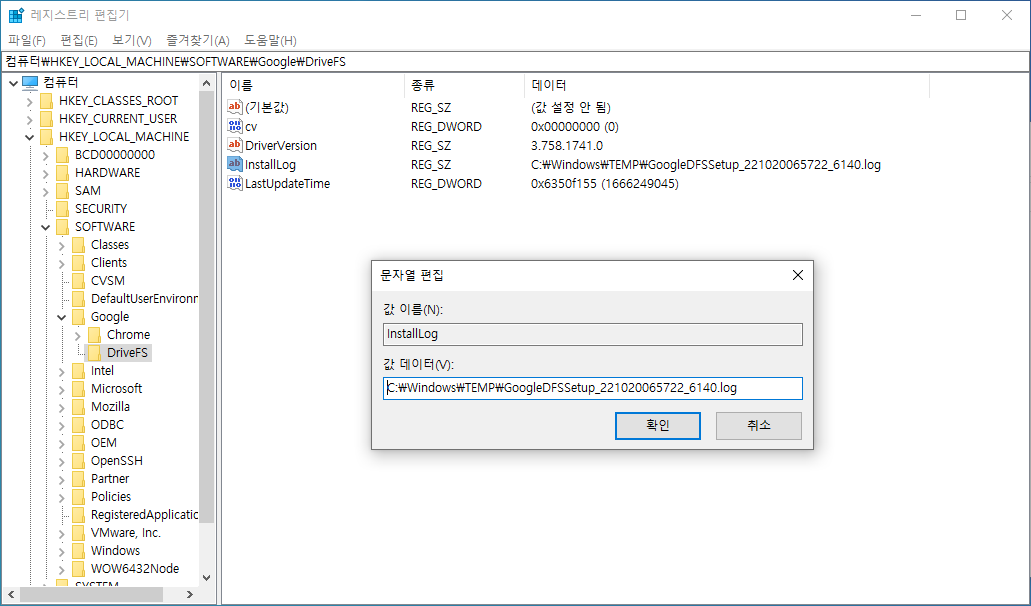 레지스트리 편집기
파일(F) 편집(E) 보기(V) 즐겨찾기(A) 도움말(H)
컴퓨터₩HKEY_LOCAL_MACHINE₩SOFTWARE₩Google₩DriveFS
컴퓨터
HKEY_CLASSES_ROOT
HKEY_CURRENT_USER
HKEY_LOCAL_MACHINE
BCD00000000
HARDWARE
SAM
SECURITY
SOFTWARE
Classes
Clients
CVSM
DefaultUserEnvironn
Google
Chrome
DriveFS
Intel
Microsoft
Mozilla
ODBC
OEM
OpenSSH
Partner
Policies
RegisteredApplicatio
VMware, Inc.
Windows
WOW6432Node
SYSTEM
이름 종류 데이터
(기본값) REG_SZ (값 설정 안 됨)
cv REG_DWORD 0x00000000 (0)
DriverVersion REG_SZ 3.758.1741.0
InstallLog REG_SZ C:₩Windows₩TEMP₩GoogleDFSSetup_221020065722_6140.log
LastUpdateTime REG_DWORD 0x6350f155 (1666249045)
문자열 편집
값 이름(N):
InstallLog
값 데이터(V):
C:₩Windows₩TEMP₩GoogleDFSSetup_221020065722_6140.log
확인 취소